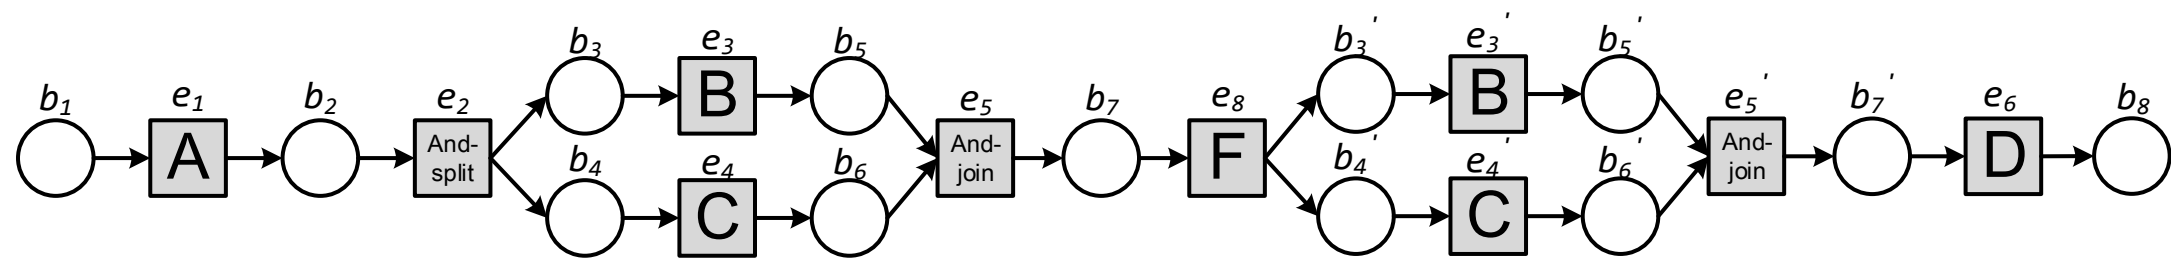 b₁
e₁
A
b₂
e₂
And-
split
b₃
e₃
B
b₅
b₄
e₄
C
b₆
e₅
And-
join
b₇
e₈
F
b₃'
e₃'
B
b₅'
b₄'
e₄'
C
b₆'
e₅'
And-
join
b₇'
e₆
D
b₈